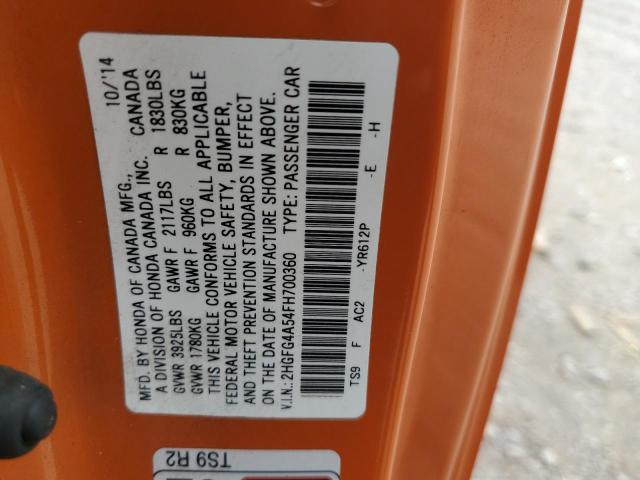 MFD. BY HONDA OF CANADA MFG., 10/'14
A DIVISION OF HONDA CANADA INC. CANADA
GVWR 3925LBS GAWR F 2117LBS R 1830LBS
GVWR 1780KG GAWR F 960KG R 830KG
THIS VEHICLE CONFORMS TO ALL APPLICABLE
FEDERAL MOTOR VEHICLE SAFETY, BUMPER,
AND THEFT PREVENTION STANDARDS IN EFFECT
ON THE DATE OF MANUFACTURE SHOWN ABOVE.
V.I.N.: 2HGFG4A54FH700360 TYPE: PASSENGER CAR
TS9 F AC2 -YR612P -E -H
TS9 R2